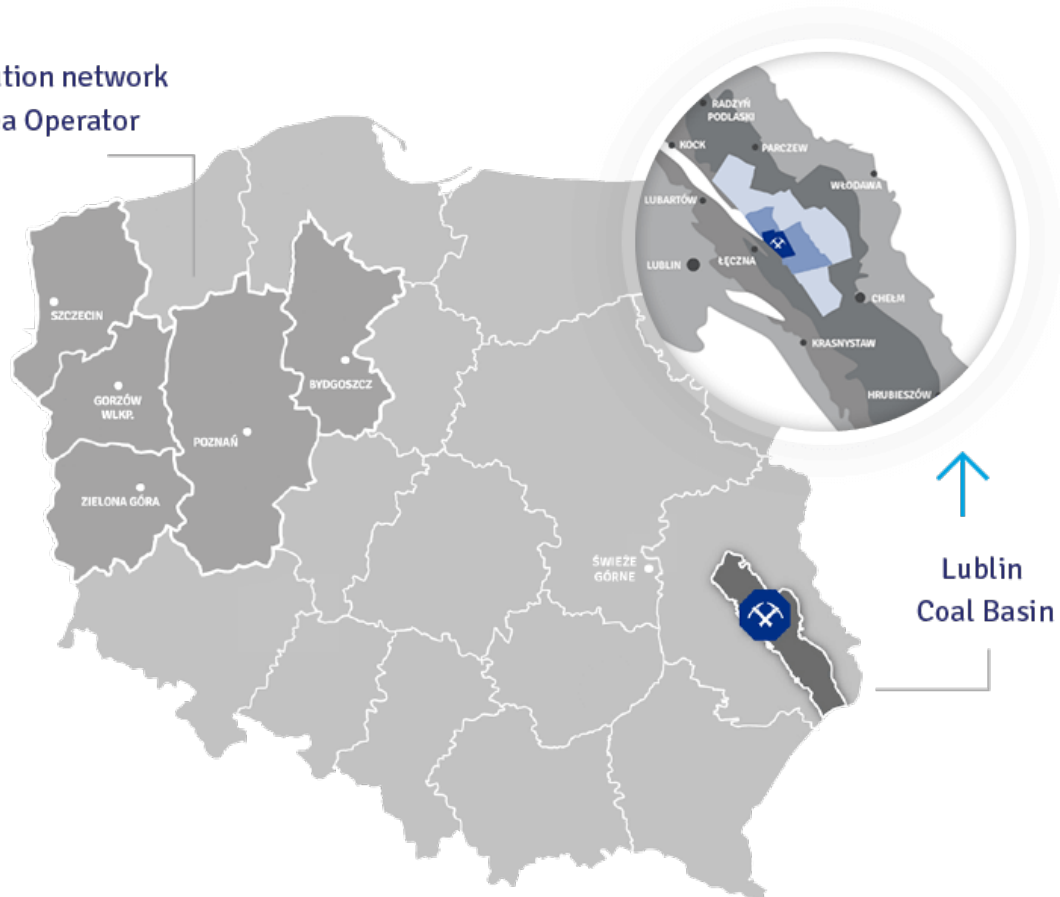 tion network
a Operator
RADZYŃ
PODLASKI
KOCK
PARCZEW
WŁODAWA
LUBARTÓW
LUBLIN
ŁĘCZNA
CHEŁM
KRASNYSTAW
HRUBIESZÓW
SZCZECIN
GORZÓW
WLKP.
BYDGOSZCZ
POZNAŃ
ZIELONA GÓRA
ŚWIEŻE
GÓRNE
Lublin
Coal Basin